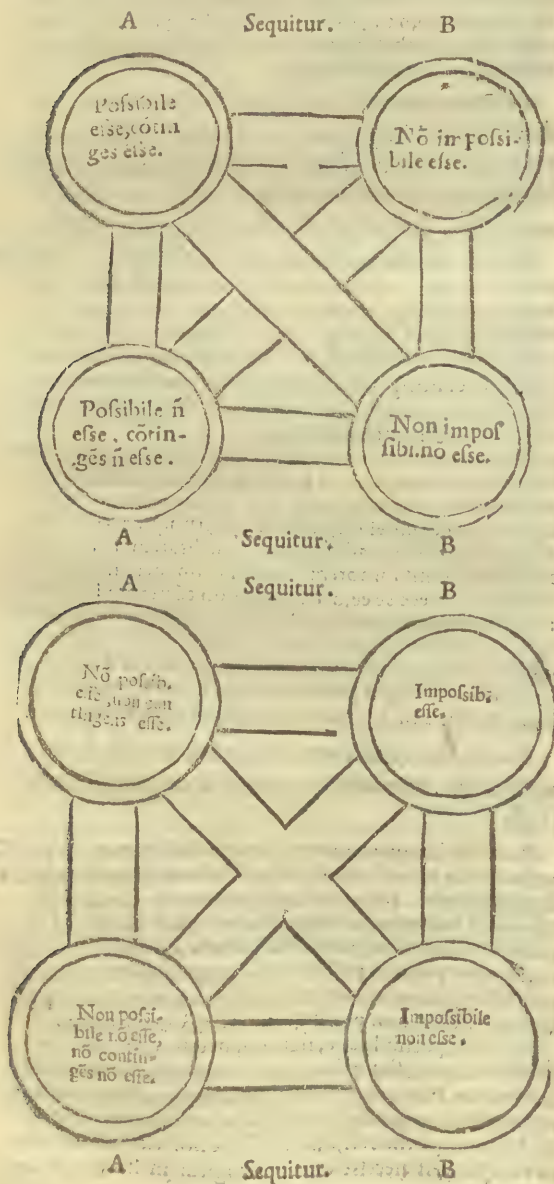 A Sequitur. B
Poſsibile
eſſe, cōtin
gēs eſſe.
Nō impoſsi-
bile eſſe.
Poſsibile n̄
eſſe, cōtin-
gēs n̄ eſſe.
Non impoſ
ſibi. nō eſſe.
A Sequitur. B
A Sequitur. B
Nō poſsib.
eſſe, non con
tingens eſſe.
Impoſsibi.
eſſe.
Non poſsi-
bile nō eſſe,
nō contin-
gēs nō eſſe.
Impoſsibile
non eſſe.
A Sequitur. B